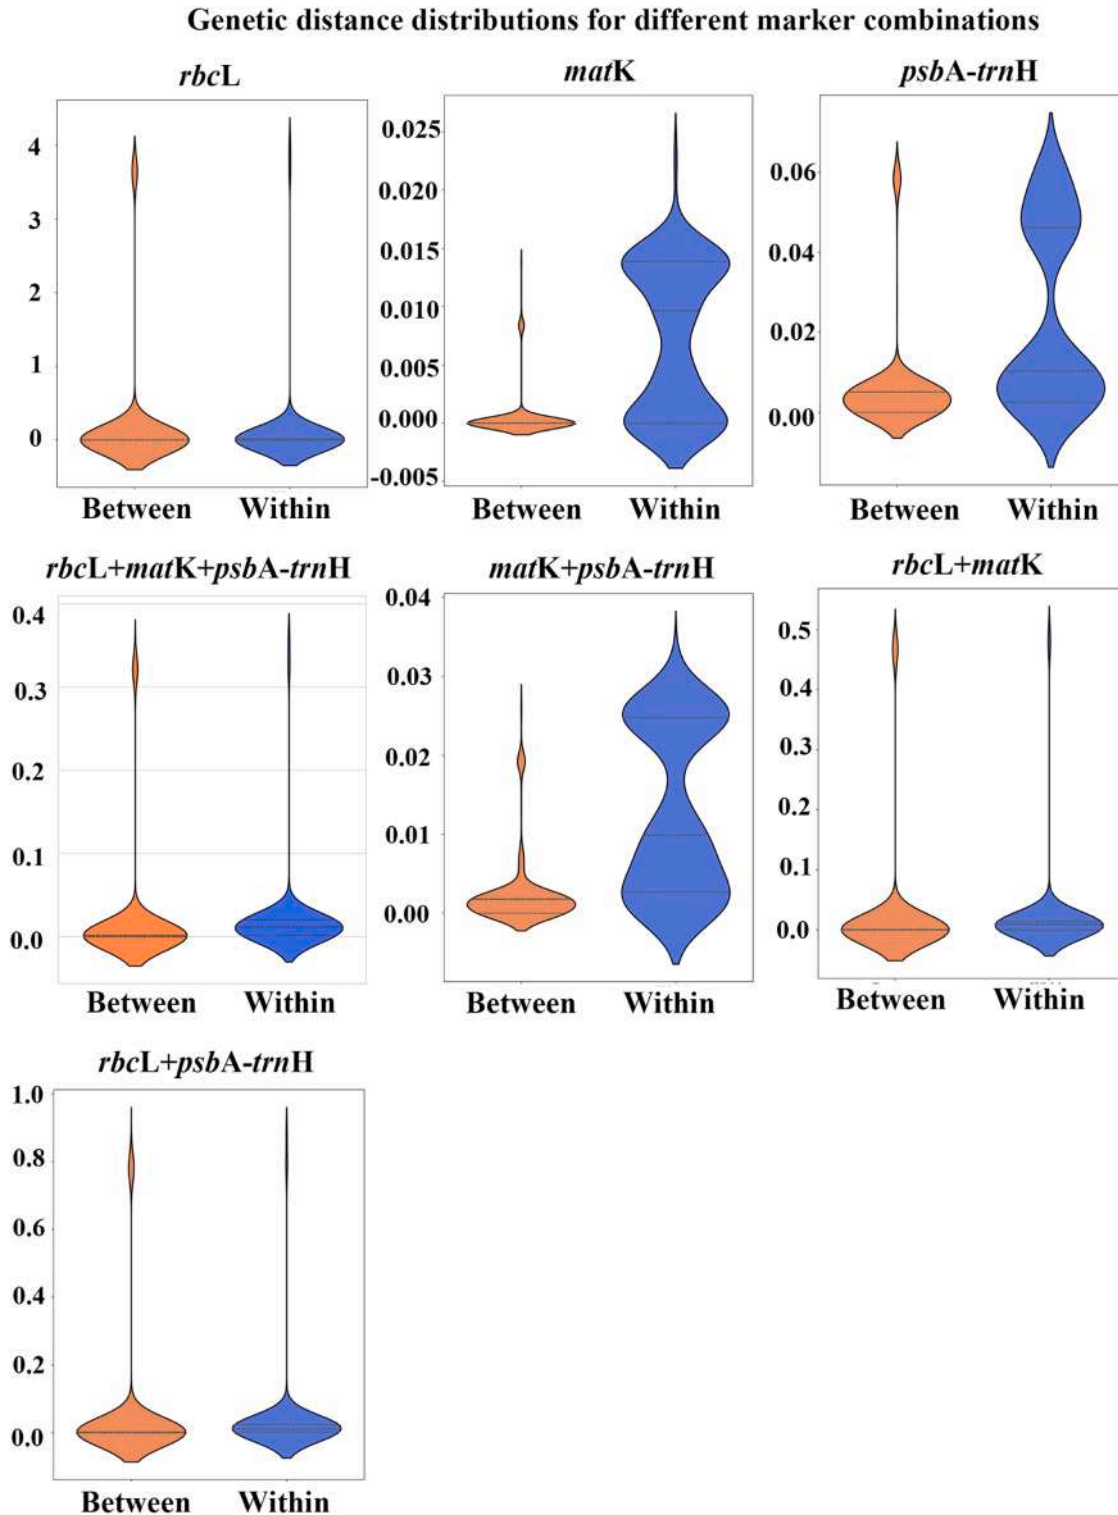 Genetic distance distributions for different marker combinations
rbcL
matK
psbA-trnH
4
3
2
1
0
Between Within
0.025
0.020
0.015
0.010
0.005
0.000
-0.005
Between Within
0.06
0.04
0.02
0.00
Between Within
rbcL+matK+psbA-trnH
matK+psbA-trnH
rbcL+matK
0.4
0.3
0.2
0.1
0.0
Between Within
0.04
0.03
0.02
0.01
0.00
Between Within
0.5
0.4
0.3
0.2
0.1
0.0
Between Within
rbcL+psbA-trnH
1.0
0.8
0.6
0.4
0.2
0.0
Between Within